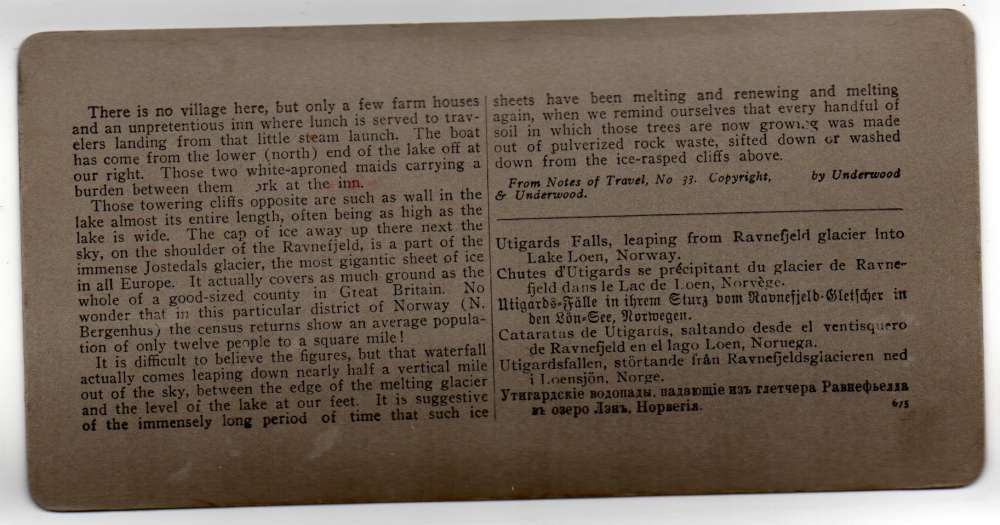 There is no village here, but only a few farm houses
and an unpretentious inn where lunch is served to trav-
elers landing from that little steam launch. The boat
has come from the lower (north) end of the lake off at
our right. Those two white-aproned maids carrying a
burden between them ork at the inn.
Those towering cliffs opposite are such as wall in the
lake almost its entire length, often being as high as the
lake is wide. The cap of ice away up there next the
sky, on the shoulder of the Ravnefjeld, is a part of the
immense Jostedals glacier, the most gigantic sheet of ice
in all Europe. It actually covers as much ground as the
whole of a good-sized county in Great Britain. No
wonder that in this particular district of Norway (N.
Bergenhus) the census returns show an average popula-
tion of only twelve people to a square mile!
It is difficult to believe the figures, but that waterfall
actually comes leaping down nearly half a vertical mile
out of the sky, between the edge of the melting glacier
and the level of the lake at our feet. It is suggestive
of the immensely long period of time that such ice
sheets have been melting and renewing and melting
again, when we remind ourselves that every handful of
soil in which those trees are now growing was made
out of pulverized rock waste, sifted down or washed
down from the ice-rasped cliffs above.
From Notes of Travel, No 33. Copyright, by Underwood
& Underwood.
Utigards Falls, leaping from Ravnefjeld glacier into
Lake Loen, Norway.
Chutes d'Utigards se précipitant du glacier de Ravne-
fjeld dans le Lac de Loen, Norvège.
Utigards-Fälle in ihrem Sturz vom Ravnefjeld-Gletscher in
den Lön-See, Norwegen.
Cataratas de Utigards, saltando desde el ventisquero
de Ravnefjeld en el lago Loen, Noruega.
Utigardsfallen, störtande från Ravnefjeldsglacieren ned
i Loensjön, Norge.
Утигардскіе водопады, падающіе изъ глетчера Равнефьелда
въ озеро Лэнъ, Норвегія.
675